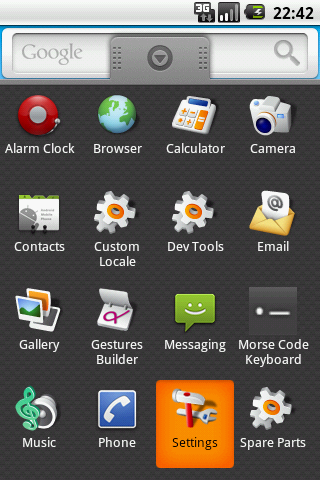 3G 22:42
Google
Alarm Clock Browser Calculator Camera
Contacts Custom Locale Dev Tools Email
Gallery Gestures Builder Messaging Morse Code Keyboard
Music Phone Settings Spare Parts